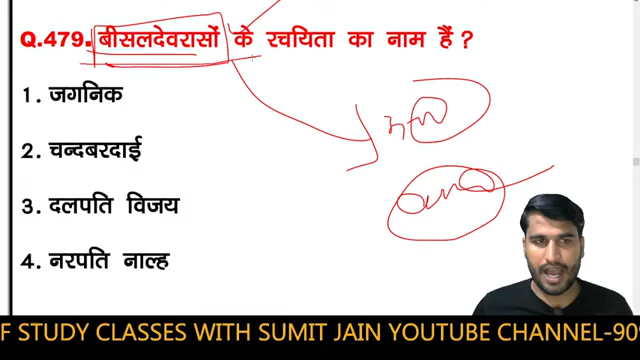 Q.479. बीसलदेवरासों के रचयिता का नाम हैं ?
1. जगनिक
2. चन्दबरदाई
3. दलपति विजय
4. नरपति नाल्ह
F STUDY CLASSES WITH SUMIT JAIN YOUTUBE CHANNEL-909